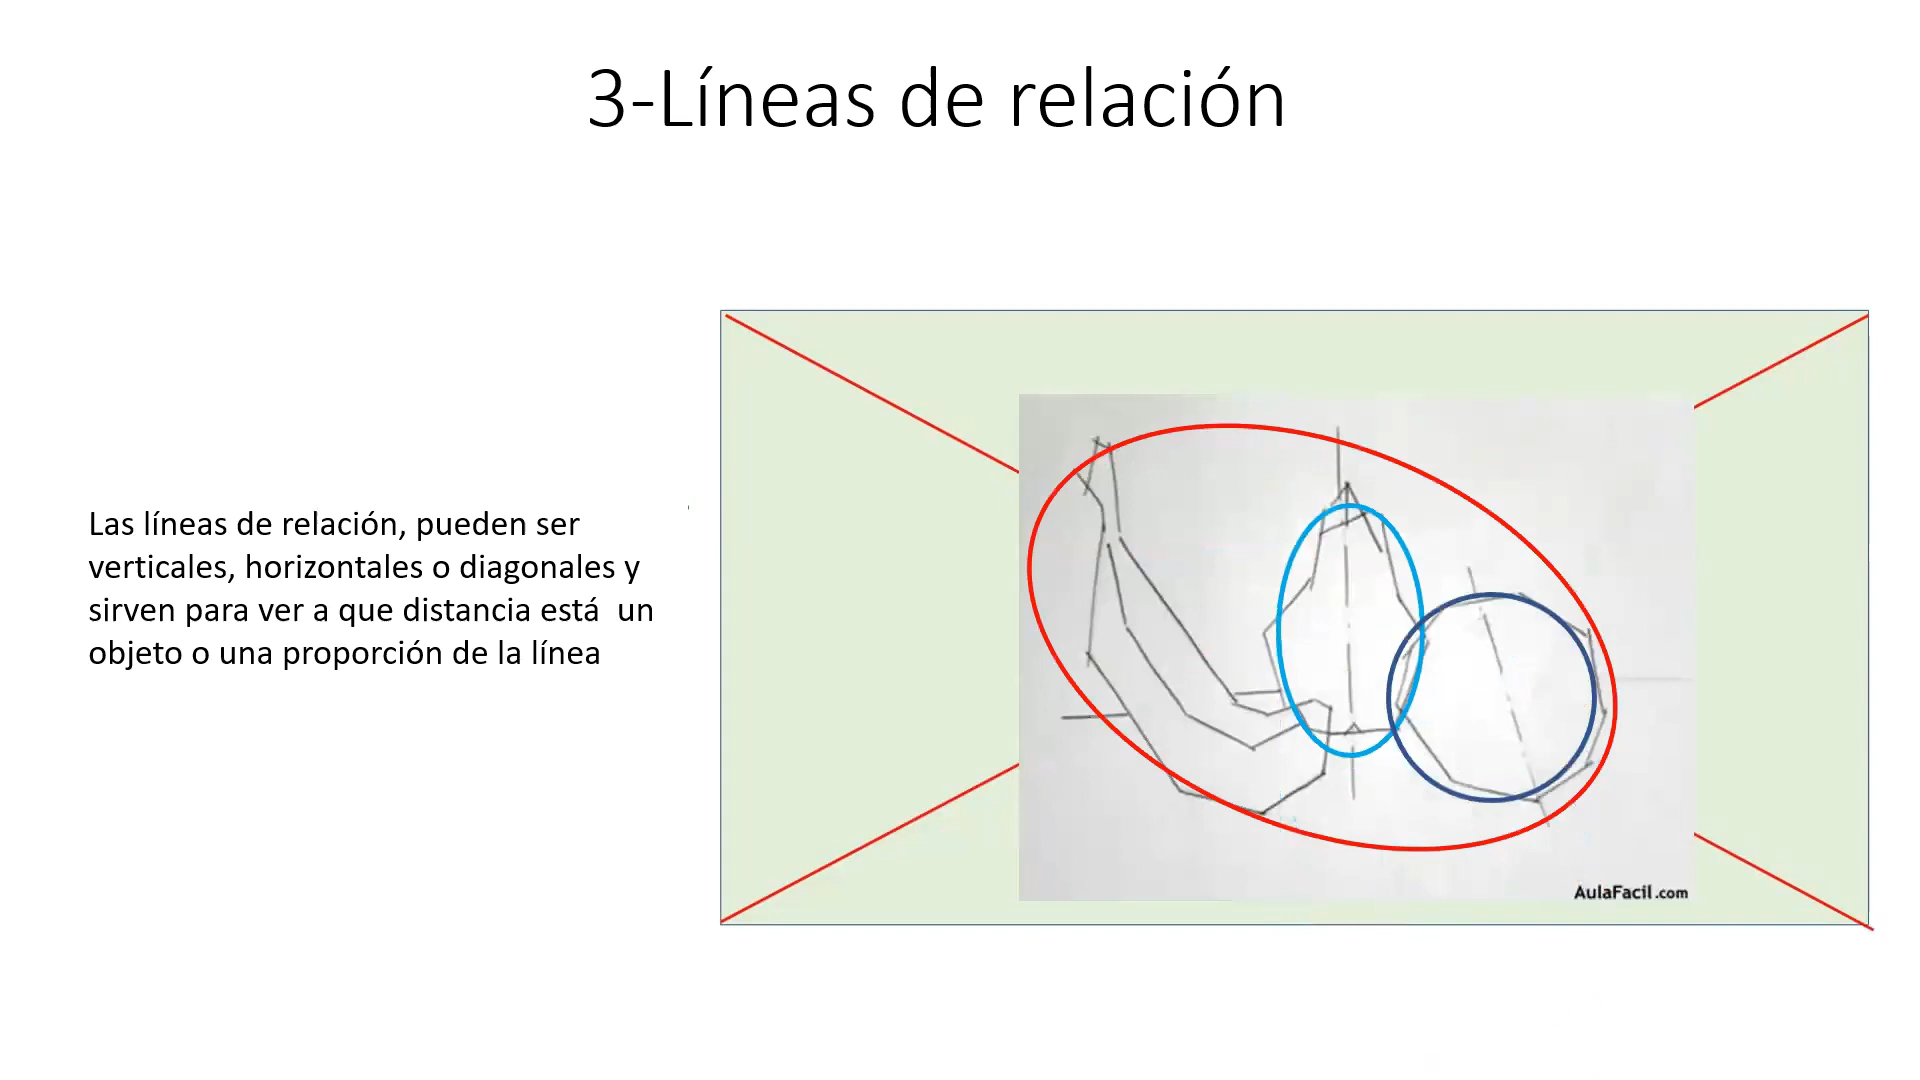 3-Líneas de relación
Las líneas de relación, pueden ser
verticales, horizontales o diagonales y
sirven para ver a que distancia está  un
objeto o una proporción de la línea
AulaFacil.com